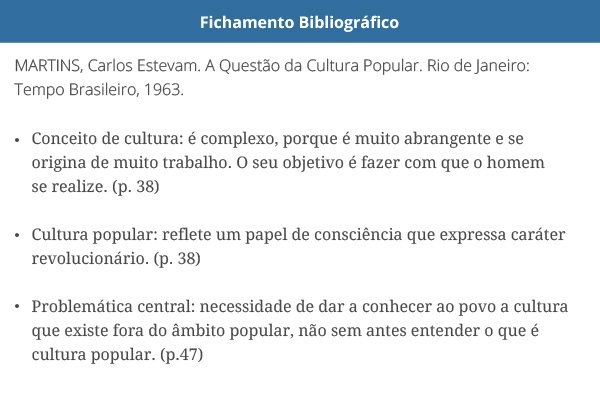 Fichamento Bibliográfico
MARTINS, Carlos Estevam. A Questão da Cultura Popular. Rio de Janeiro:
Tempo Brasileiro, 1963.
• Conceito de cultura: é complexo, porque é muito abrangente e se
origina de muito trabalho. O seu objetivo é fazer com que o homem
se realize. (p. 38)
• Cultura popular: reflete um papel de consciência que expressa caráter
revolucionário. (p. 38)
• Problemática central: necessidade de dar a conhecer ao povo a cultura
que existe fora do âmbito popular, não sem antes entender o que é
cultura popular. (p.47)